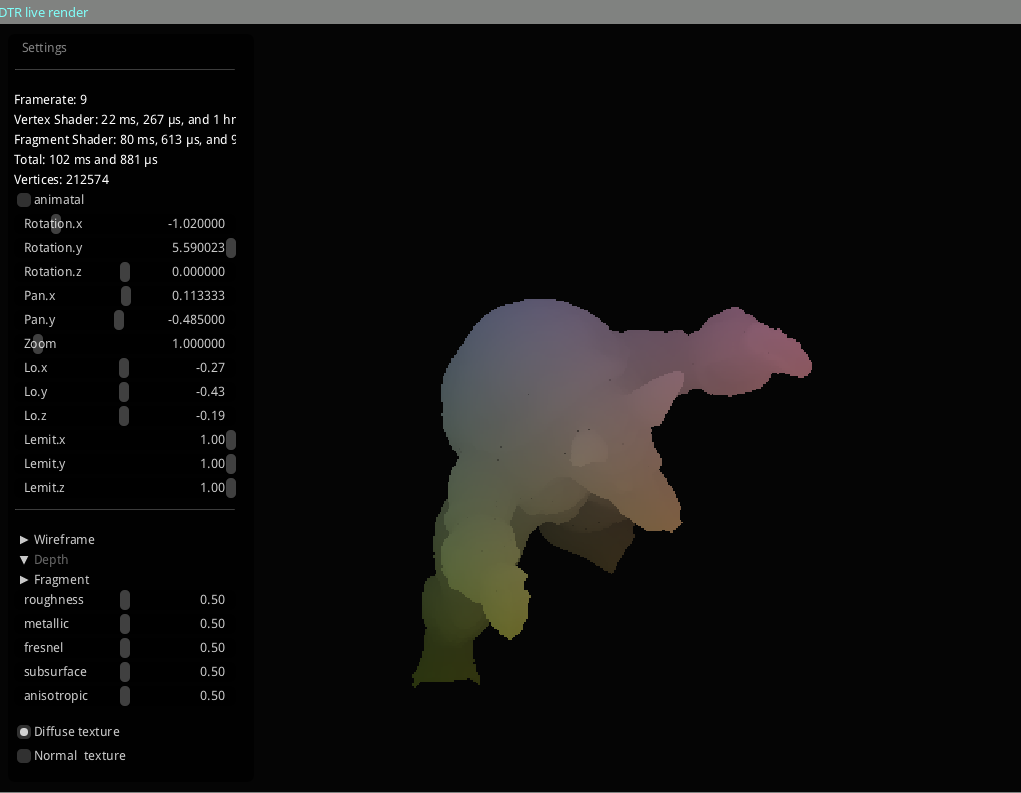 DTR live render
Settings
Framerate: 9
Vertex Shader: 22 ms, 267 µs, and 1 hr
Fragment Shader: 80 ms, 613 µs, and 9
Total: 102 ms and 881 µs
Vertices: 212574
animatal
Rotation.x -1.020000
Rotation.y 5.590023
Rotation.z 0.000000
Pan.x 0.113333
Pan.y -0.485000
Zoom 1.000000
Lo.x -0.27
Lo.y -0.43
Lo.z -0.19
Lemit.x 1.00
Lemit.y 1.00
Lemit.z 1.00
Wireframe
Depth
Fragment
roughness 0.50
metallic 0.50
fresnel 0.50
subsurface 0.50
anisotropic 0.50
Diffuse texture
Normal texture